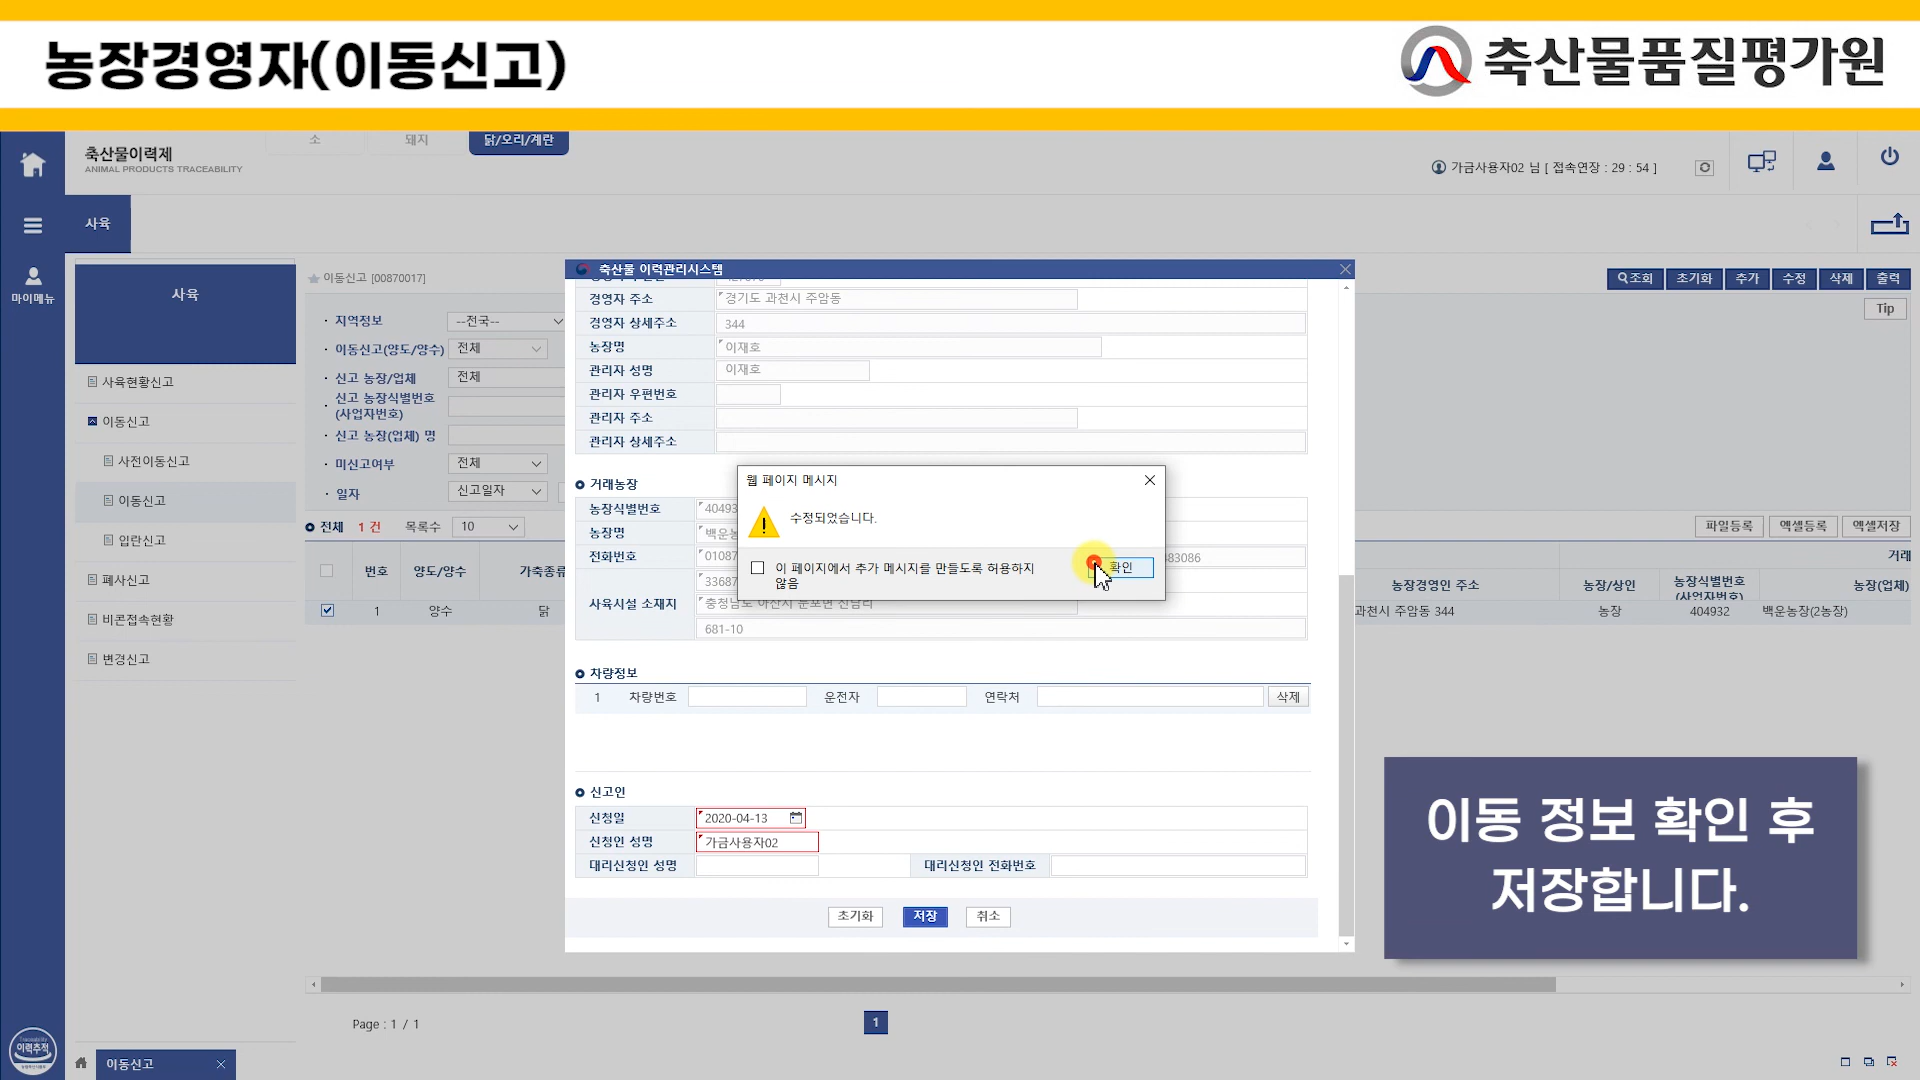 농장경영자(이동신고)
축산물품질평가원
축산물이력제
ANIMAL PRODUCTS TRACEABILITY
소
돼지
닭/오리/계란
가금사용자02 님 [ 접속연장 : 29 : 54 ]
사육
마이메뉴
사육
사육현황신고
이동신고
사전이동신고
이동신고
입란신고
폐사신고
비콘접속현황
변경신고
이동신고 [00870017]
조회
초기화
추가
수정
삭제
출력
Tip
지역정보
--전국--
이동신고(양도/양수)
전체
신고 농장/업체
전체
신고 농장식별번호
(사업자번호)
신고 농장(업체) 명
미신고여부
전체
일자
신고일자
전체 1 건
목록수
10
파일등록
엑셀등록
엑셀저장
번호
양도/양수
가축종류
거래
농장경영인 주소
농장/상인
농장식별번호
(사업자번호)
농장(업체)
1
양수
닭
과천시 주암동 344
농장
404932
백운농장(2농장)
축산물 이력관리시스템
경영자 주소
경기도 과천시 주암동
경영자 상세주소
344
농장명
이재호
관리자 성명
이재호
관리자 우편번호
관리자 주소
관리자 상세주소
거래농장
농장식별번호
40493
농장명
백운농
전화번호
01087
83086
사육시설 소재지
33687
충청남도 아산시 둔포면 신남리
681-10
웹 페이지 메시지
수정되었습니다.
이 페이지에서 추가 메시지를 만들도록 허용하지
않음
확인
차량정보
1
차량번호
운전자
연락처
삭제
신고인
신청일
2020-04-13
신청인 성명
가금사용자02
대리신청인 성명
대리신청인 전화번호
초기화
저장
취소
이동 정보 확인 후
저장합니다.
Page : 1 / 1
1
이력추적
이동신고